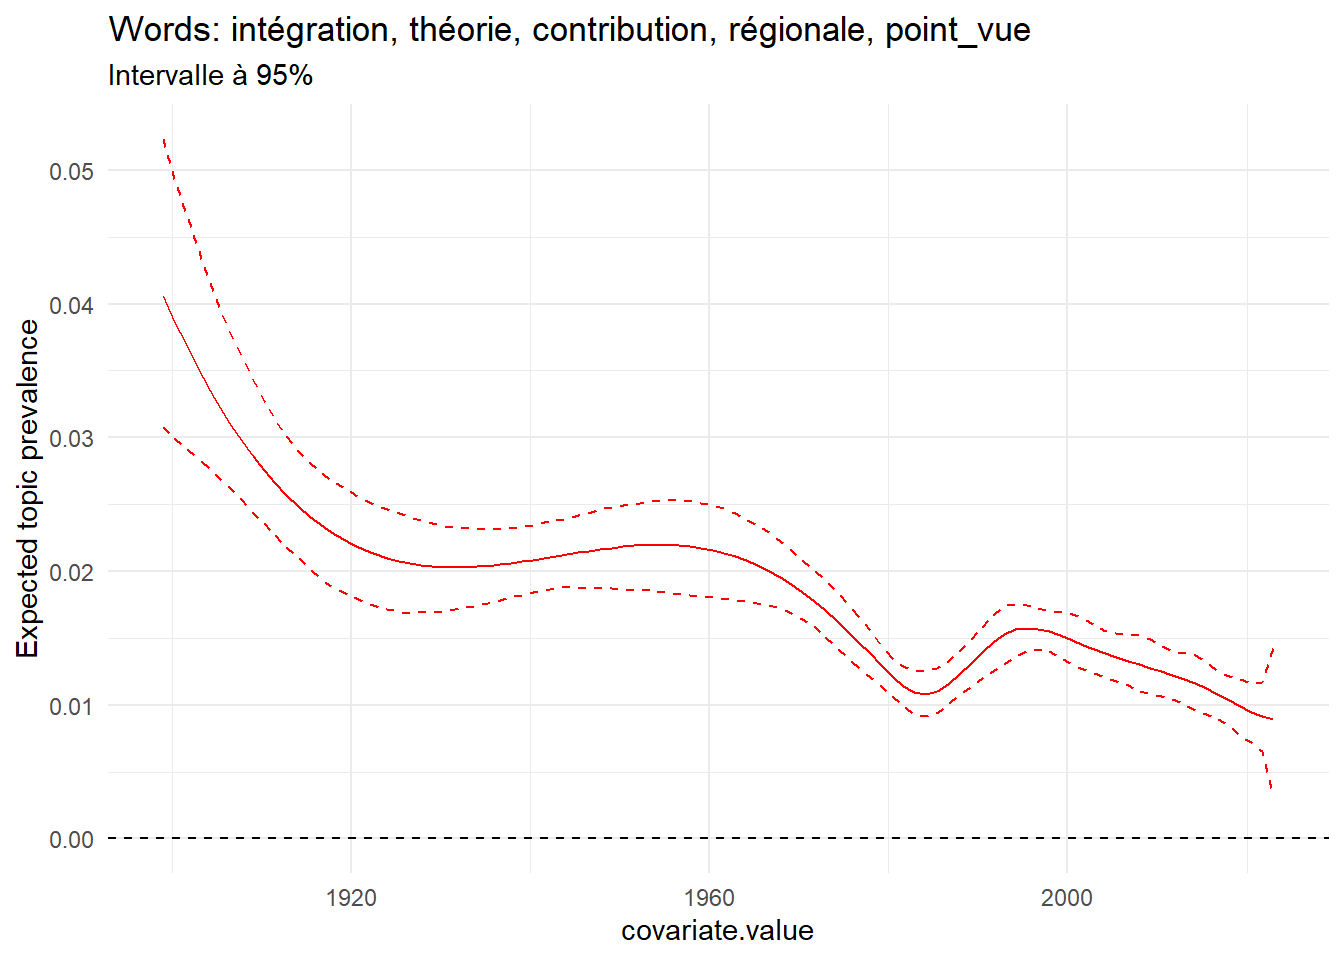 Words: intégration, théorie, contribution, régionale, point_vue
Intervalle à 95%
Expected topic prevalence
0.05
0.04
0.03
0.02
0.01
0.00
1920 1960 2000
covariate.value